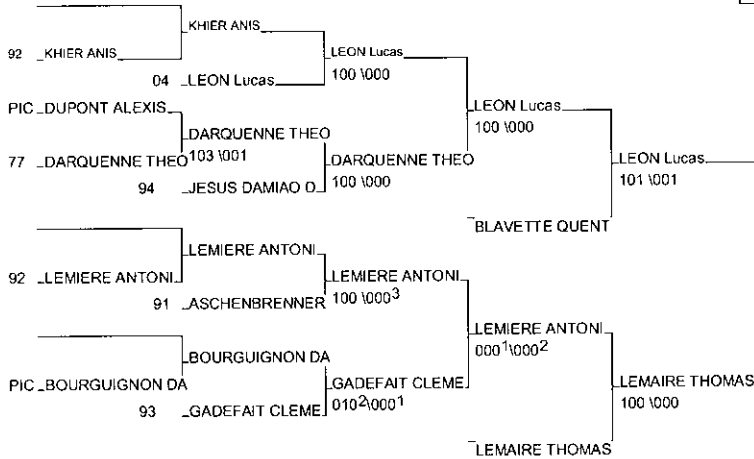 KHIER ANIS
92 KHIER ANIS
LEON Lucas
04 LEON Lucas
100 \000
PIC DUPONT ALEXIS
LEON Lucas
100 \000
DARQUENNE THEO
103 \001
77 DARQUENNE THEO
DARQUENNE THEO
100 \000
LEON Lucas
101 \001
94 JESUS DAMIAO O
BLAVETTE QUENT
LEMIERE ANTONI
92 LEMIERE ANTONI
LEMIERE ANTONI
100 \000³
91 ASCHENBRENNER
LEMIERE ANTONI
000¹\000²
BOURGUIGNON DA
PIC BOURGUIGNON DA
GADEFAIT CLEME
010²\000¹
LEMAIRE THOMAS
100 \000
93 GADEFAIT CLEME
LEMAIRE THOMAS